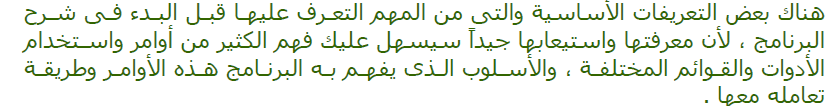 هناك بعض التعريفات الأساسية والتى من المهم التعرف عليها قبل البدء فى شرح
البرنامج ، لأن معرفتها واستيعابها جيداً سيسهل عليك فهم الكثير من أوامر واستخدام
الأدوات والقوائم المختلفة ، والأسلوب الذى يفهم به البرنامج هذه الأوامر وطريقة
تعامله معها .